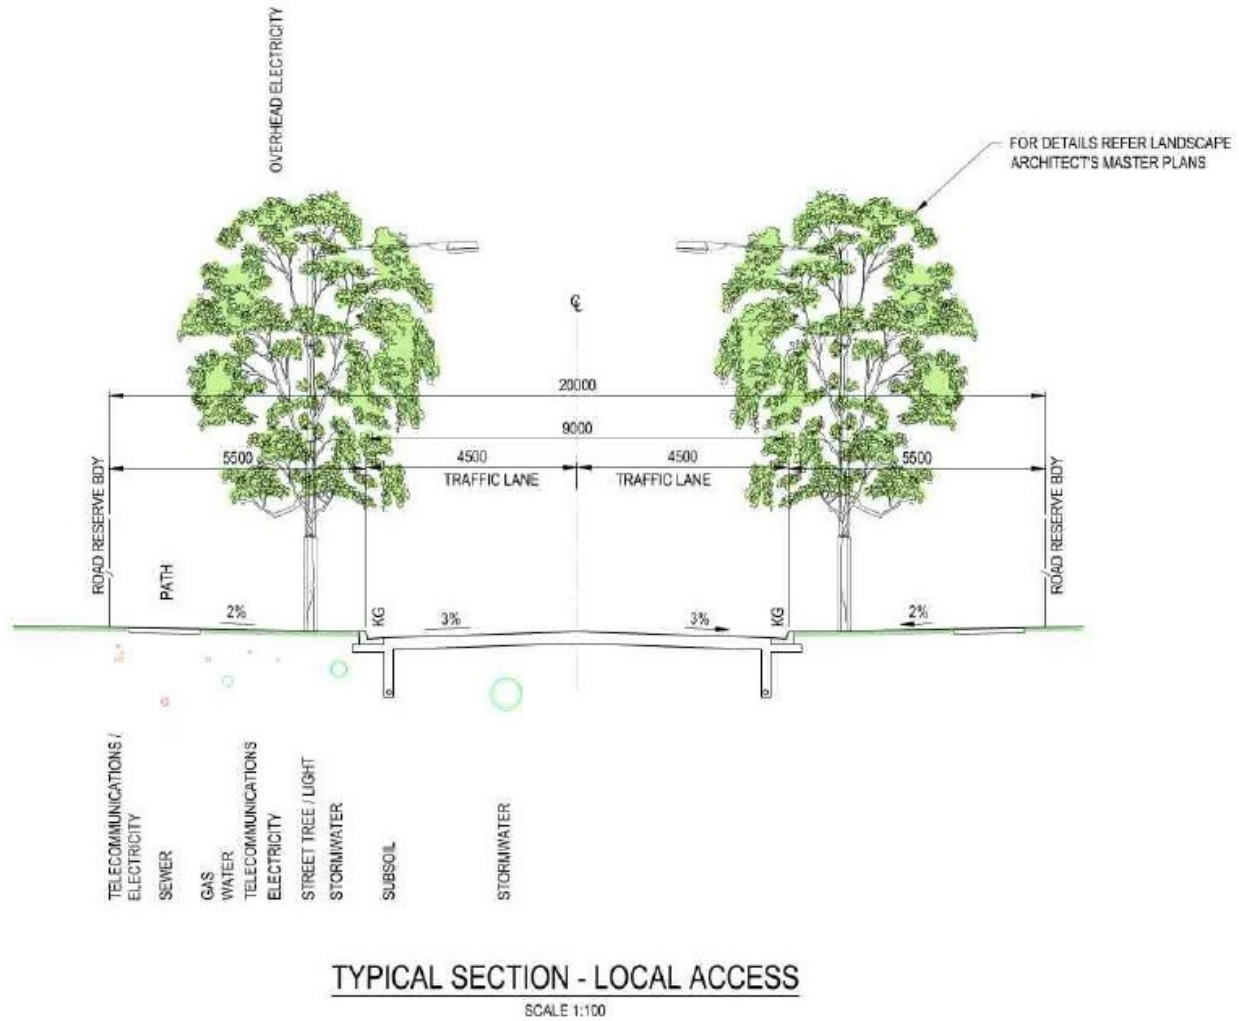 OVERHEAD ELECTRICITY
FOR DETAILS REFER LANDSCAPE
ARCHITECT'S MASTER PLANS
℄
20000
9000
5500
4500
4500
5500
TRAFFIC LANE
TRAFFIC LANE
ROAD RESERVE BDY
ROAD RESERVE BDY
PATH
2%
KG
3%
3%
KG
2%
TELECOMMUNICATIONS /
ELECTRICITY
SEWER
GAS
WATER
TELECOMMUNICATIONS
ELECTRICITY
STREET TREE / LIGHT
STORMWATER
SUBSOIL
STORMWATER
TYPICAL SECTION - LOCAL ACCESS
SCALE 1:100